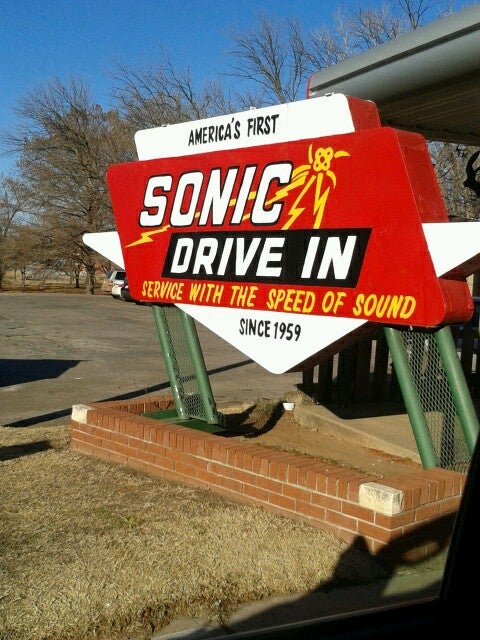 AMERICA'S FIRST
SONIC
DRIVE IN
SERVICE WITH THE SPEED OF SOUND
SINCE 1959